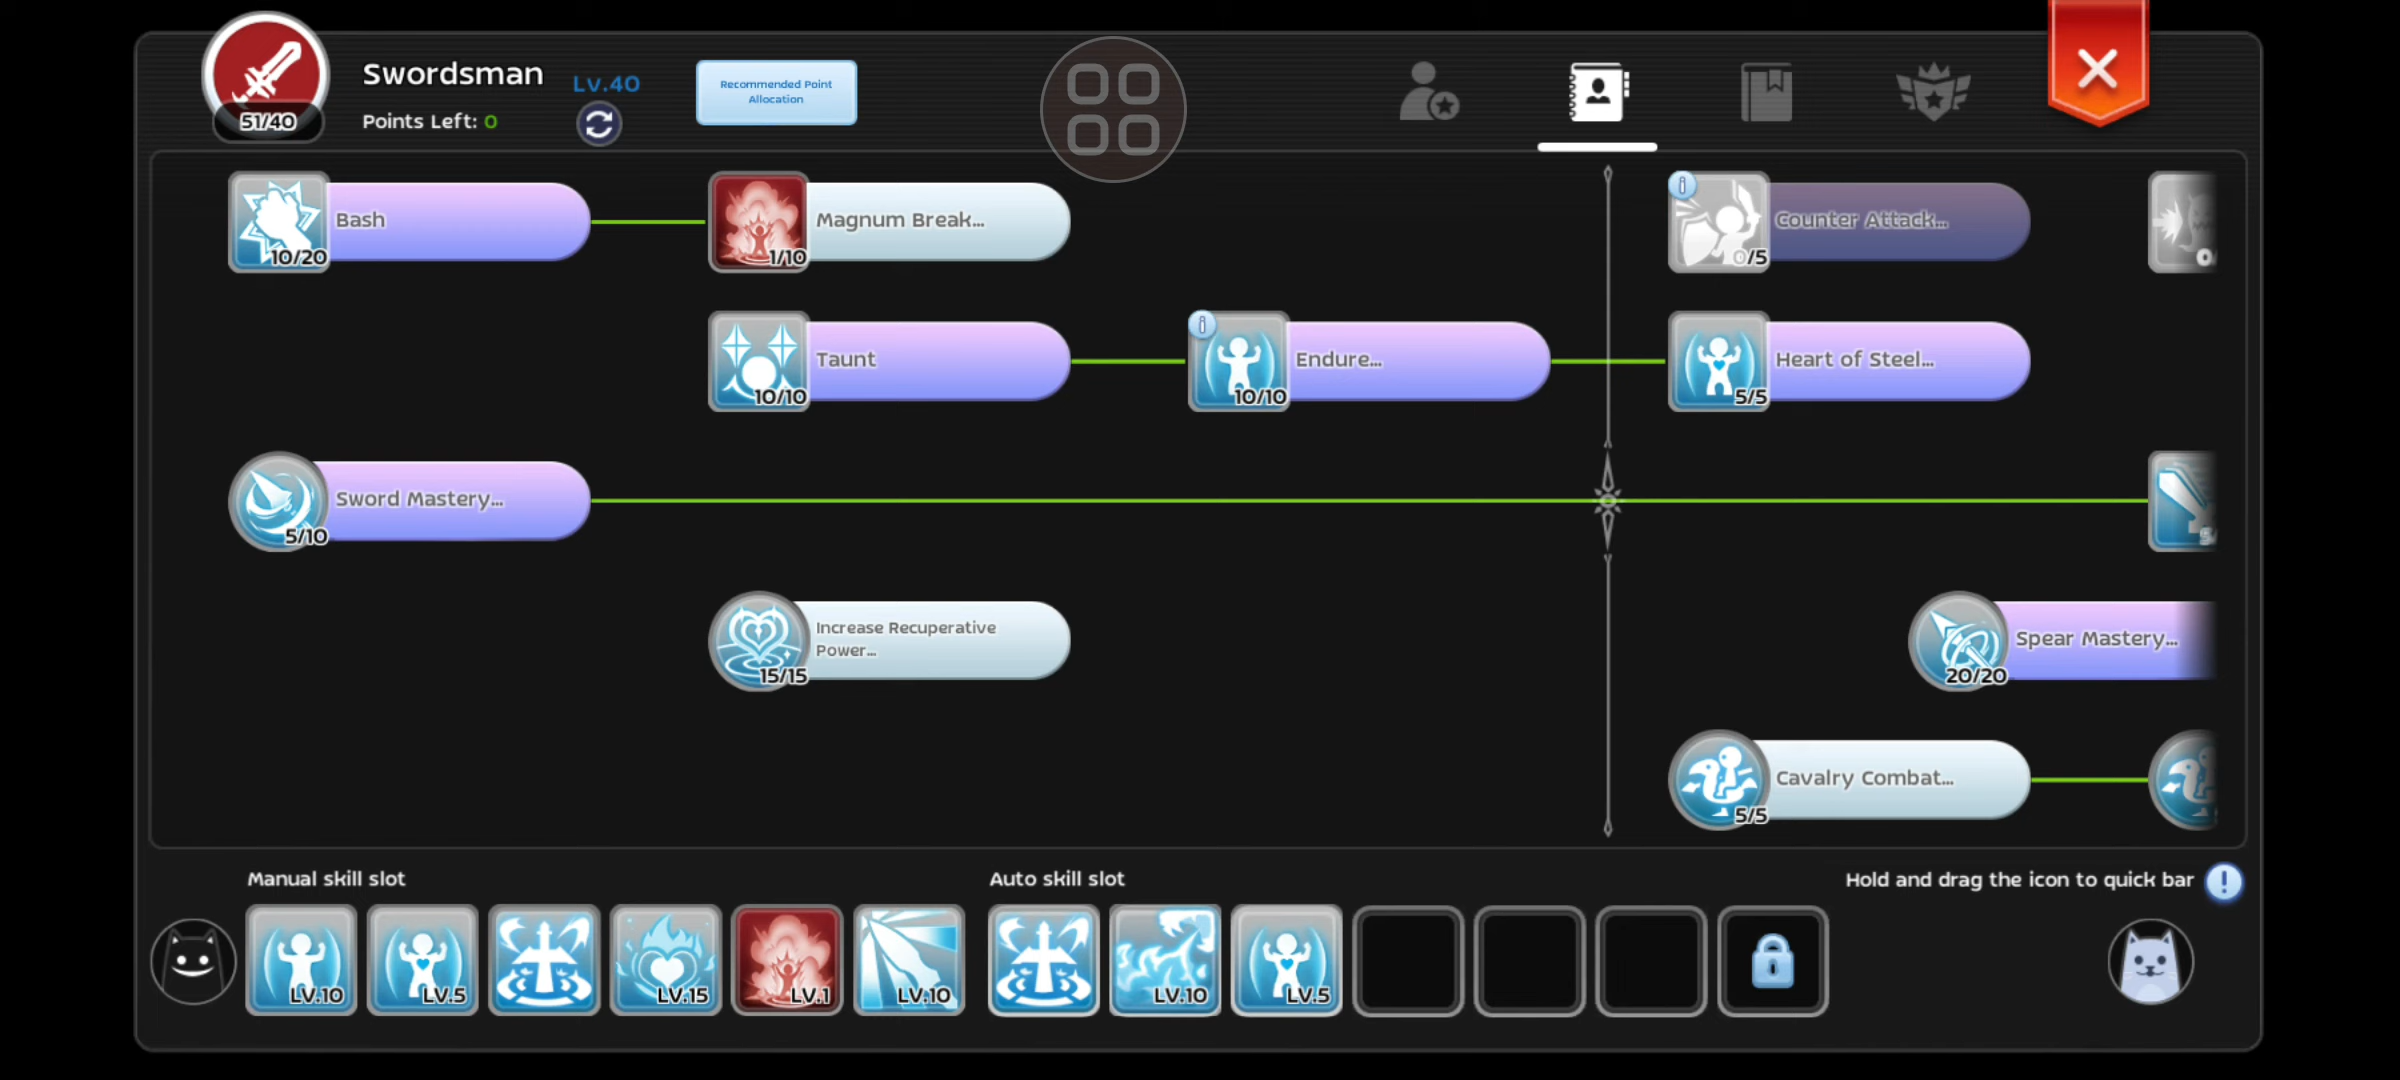 Swordsman Lv.40
51/40
Points Left: 0
Recommended Point
Allocation
Bash
10/20
Magnum Break...
1/10
Counter Attack...
0/5
Taunt
10/10
Endure...
10/10
Heart of Steel...
5/5
Sword Mastery...
5/10
Increase Recuperative
Power...
15/15
Spear Mastery...
20/20
Cavalry Combat...
5/5
Manual skill slot
Auto skill slot
Hold and drag the icon to quick bar
LV.10
LV.5
LV.15
LV.1
LV.10
LV.10
LV.5